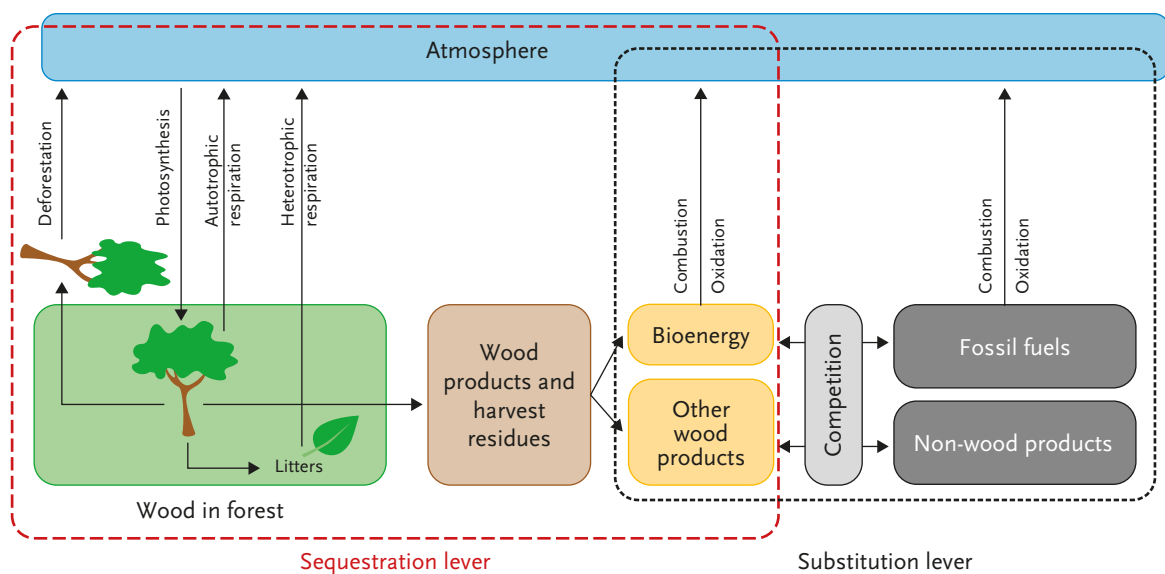 Atmosphere
Deforestation
Photosynthesis
Autotrophic
respiration
Heterotrophic
respiration
Combustion
Oxidation
Combustion
Oxidation
Wood
products and
harvest
residues
Bioenergy
Other
wood
products
Competition
Fossil fuels
Non-wood products
Litters
Wood in forest
Sequestration lever
Substitution lever